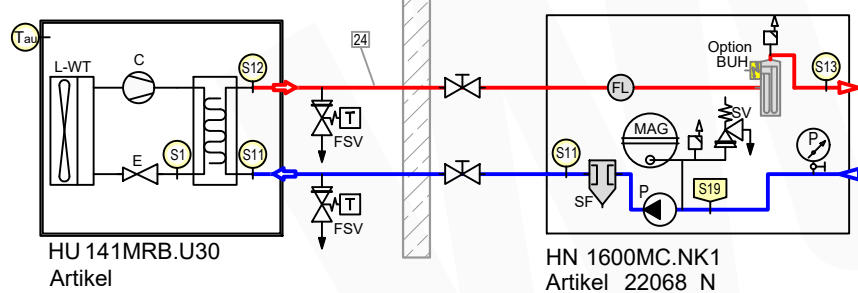 Tau
24
L-WT
C
S12
Option
BUH
S13
FL
T
FSV
SV
MAG
P
E
S1
S11
S11
SF
P
S19
T
FSV
HU 141MRB.U30
Artikel
HN 1600MC.NK1
Artikel 22068 N